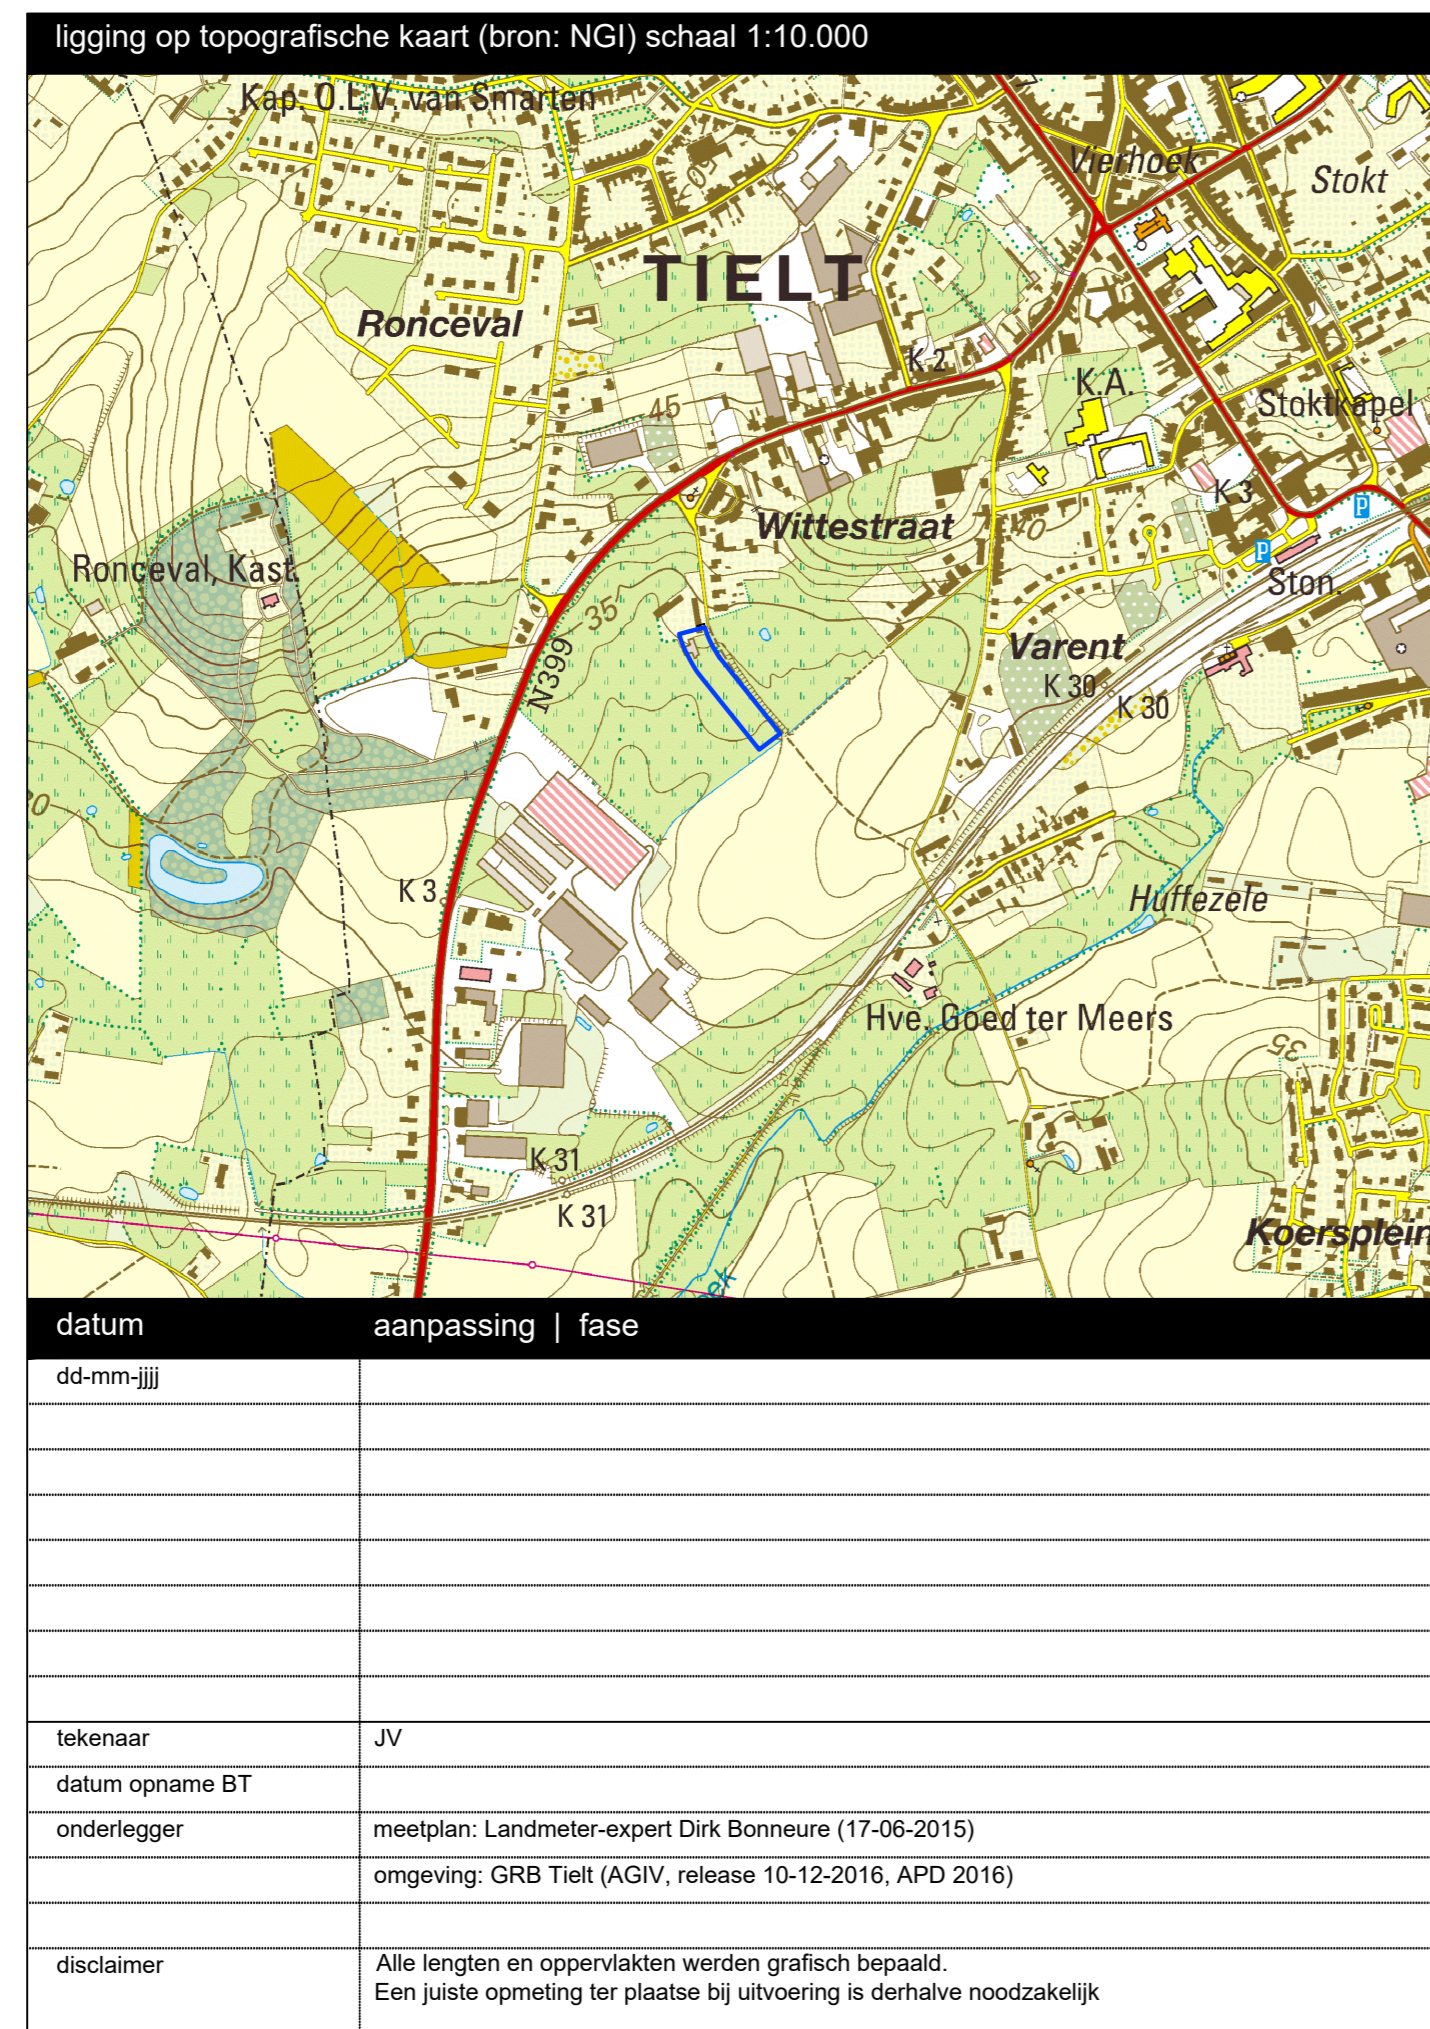 ligging op topografische kaart (bron: NGI) schaal 1:10.000
Kap. O.L.V. van Smarten
Vierhoek
Stokt
TIELT
Ronceval
K 2
K.A.
45
Stoktkapel
K 3
Wittestraat
40
P
P
Ronceval, Kast.
Ston.
35
N399
Varent
K 30
K 30
K 3
Huffezele
Hve. Goed ter Meers
35
K 31
K 31
Koersplein
datum aanpassing | fase
dd-mm-jjjj
tekenaar JV
datum opname BT
onderlegger meetplan: Landmeter-expert Dirk Bonneure (17-06-2015)
omgeving: GRB Tielt (AGIV, release 10-12-2016, APD 2016)
disclaimer Alle lengten en oppervlakten werden grafisch bepaald.
Een juiste opmeting ter plaatse bij uitvoering is derhalve noodzakelijk